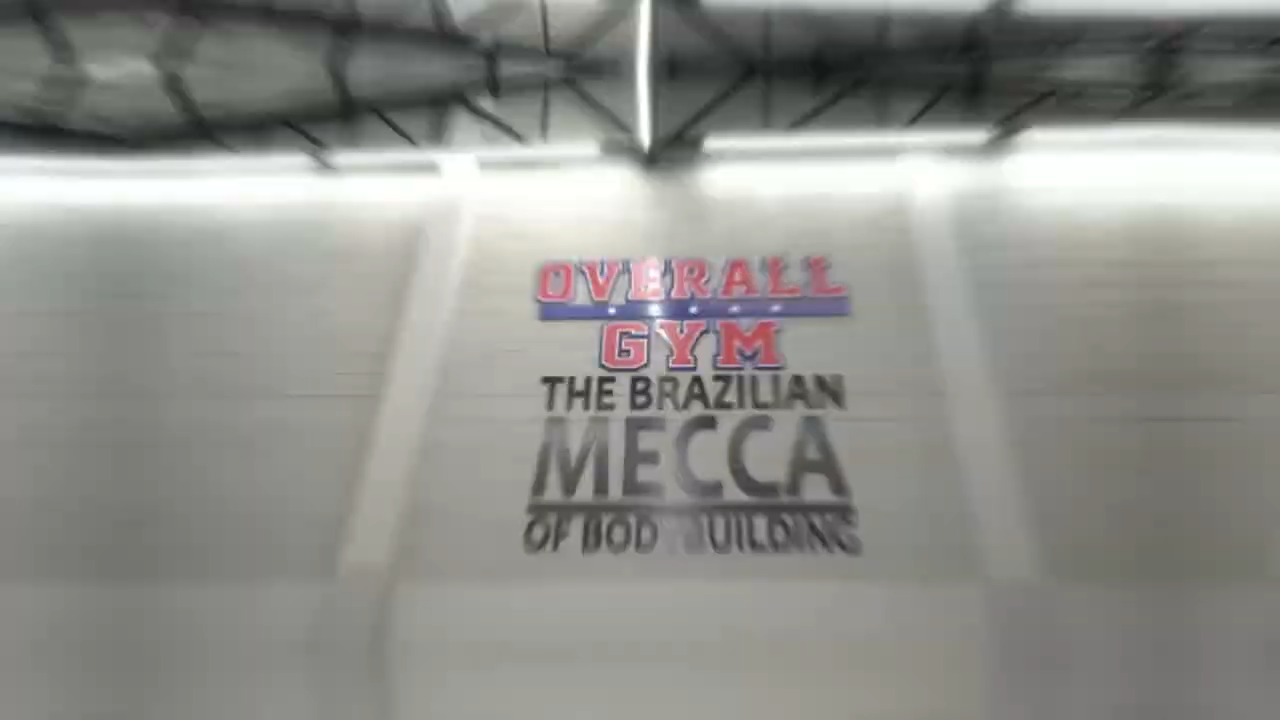 OVERALL
GYM
THE BRAZILIAN
MECCA
OF BODYBUILDING